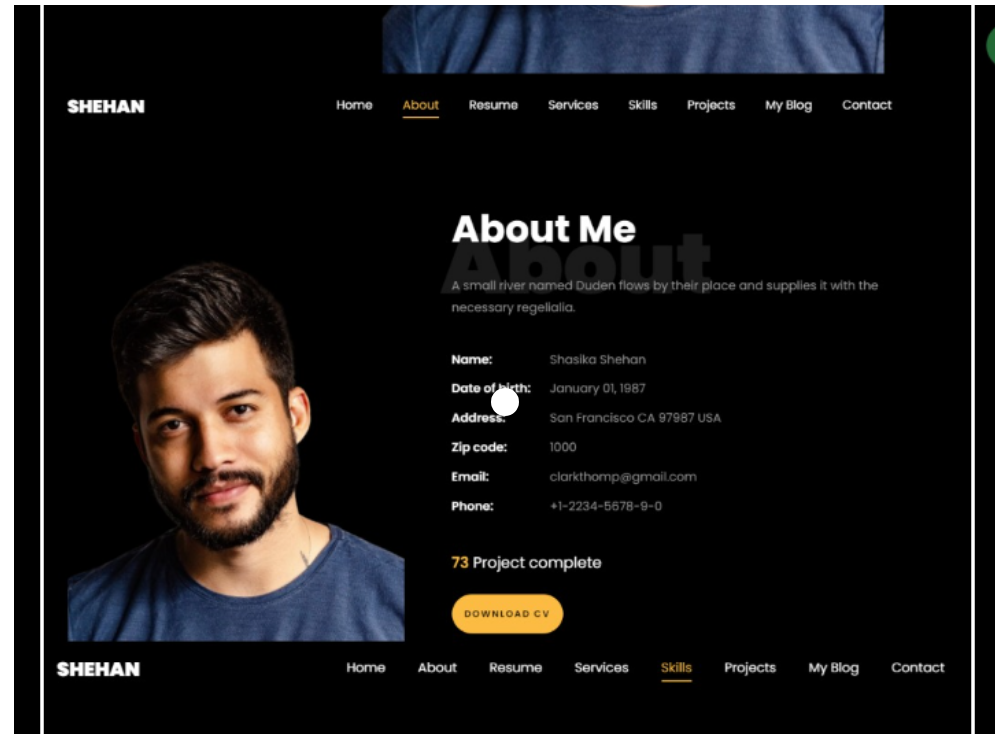 SHEHAN Home About Resume Services Skills Projects My Blog Contact
About Me
About
A small river named Duden flows by their place and supplies it with the
necessary regelialia.
Name: Shasika Shehan
Date of birth: January 01, 1987
Address: San Francisco CA 97987 USA
Zip code: 1000
Email: clarkthomp@gmail.com
Phone: +1-2234-5678-9-0
73 Project complete
DOWNLOAD CV
SHEHAN Home About Resume Services Skills Projects My Blog Contact